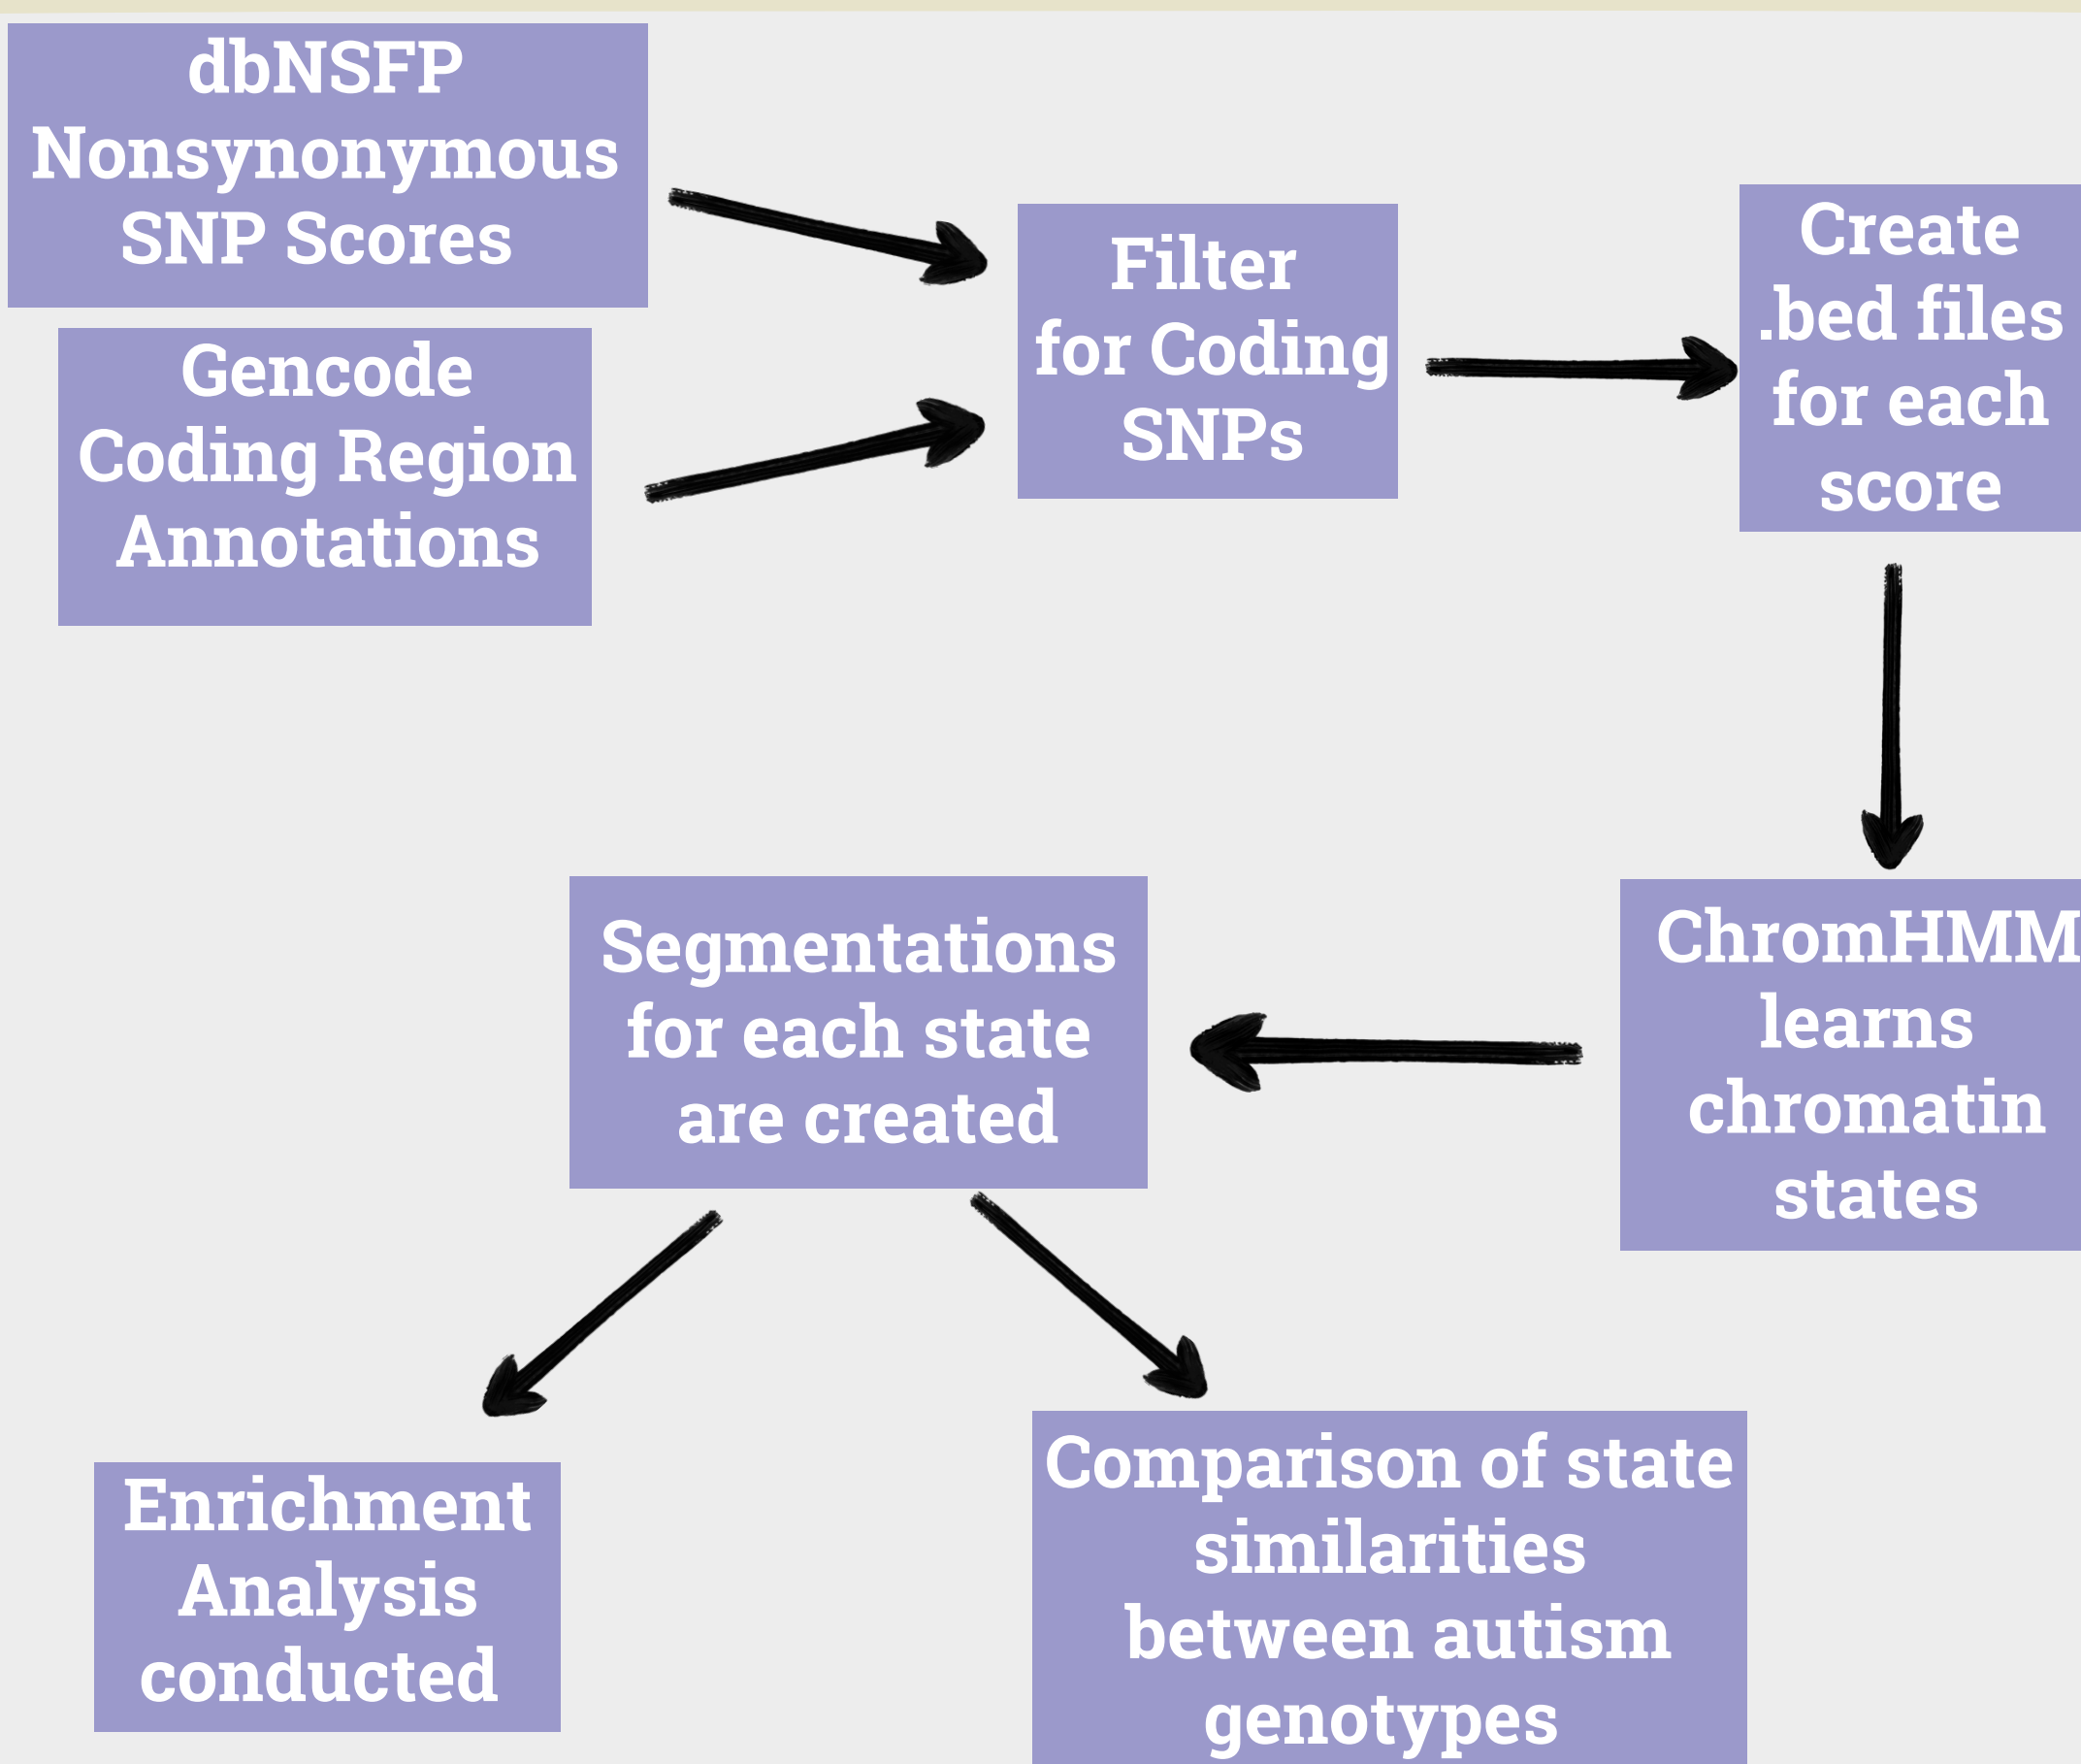 dbNSFP
Nonsynonymous
SNP Scores
Gencode
Coding Region
Annotations
Filter
for Coding
SNPs
Create
.bed files
for each
score
ChromHMM
learns
chromatin
states
Segmentations
for each state
are created
Enrichment
Analysis
conducted
Comparison of state
similarities
between autism
genotypes